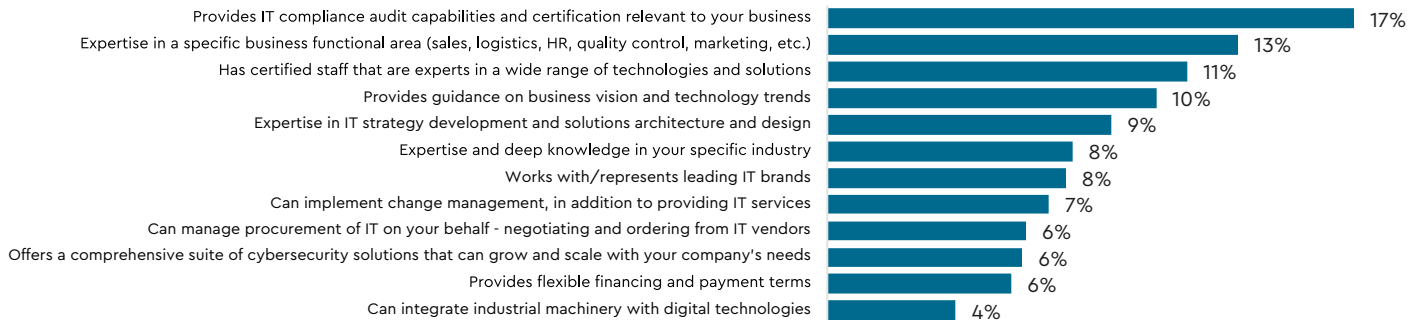 Provides IT compliance audit capabilities and certification relevant to your business 17%
Expertise in a specific business functional area (sales, logistics, HR, quality control, marketing, etc.) 13%
Has certified staff that are experts in a wide range of technologies and solutions 11%
Provides guidance on business vision and technology trends 10%
Expertise in IT strategy development and solutions architecture and design 9%
Expertise and deep knowledge in your specific industry 8%
Works with/represents leading IT brands 8%
Can implement change management, in addition to providing IT services 7%
Can manage procurement of IT on your behalf - negotiating and ordering from IT vendors 6%
Offers a comprehensive suite of cybersecurity solutions that can grow and scale with your company's needs 6%
Provides flexible financing and payment terms 6%
Can integrate industrial machinery with digital technologies 4%